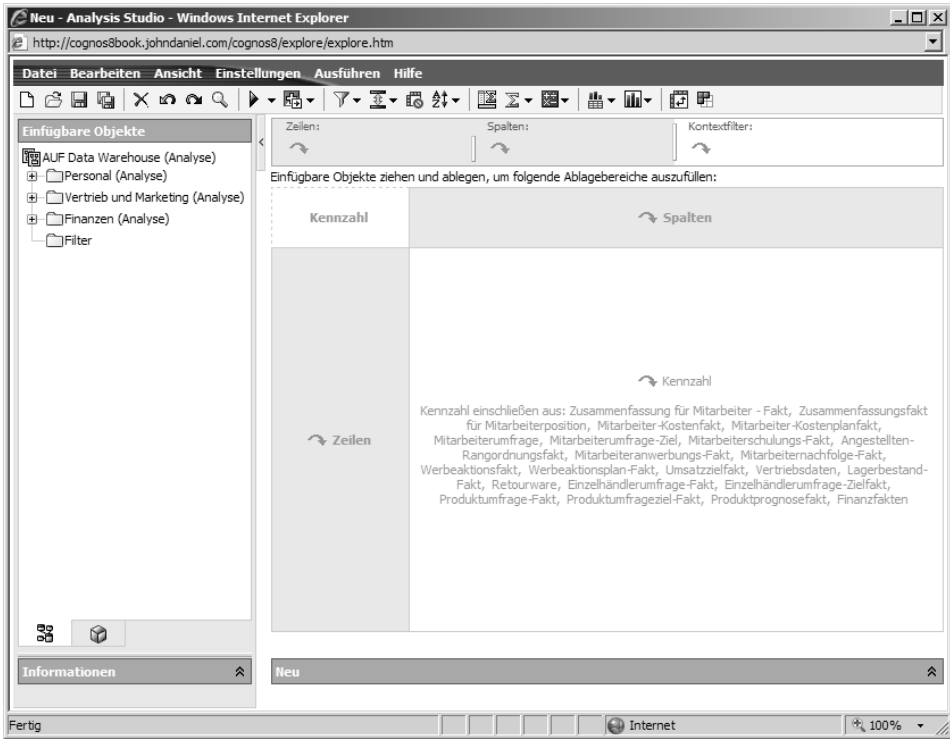 Neu - Analysis Studio - Windows Internet Explorer
http://cognos8book.johndaniel.com/cognos8/explore/explore.htm
Datei Bearbeiten Ansicht Einstellungen Ausführen Hilfe
Einfügbare Objekte
AUF Data Warehouse (Analyse)
Personal (Analyse)
Vertrieb und Marketing (Analyse)
Finanzen (Analyse)
Filter
Zeilen: Spalten: Kontextfilter:
Einfügbare Objekte ziehen und ablegen, um folgende Ablagebereiche auszufüllen:
Kennzahl
Spalten
Zeilen
Kennzahl
Kennzahl einschließen aus: Zusammenfassung für Mitarbeiter - Fakt, Zusammenfassungsfakt
für Mitarbeiterposition, Mitarbeiter-Kostenfakt, Mitarbeiter-Kostenplanfakt,
Mitarbeiterumfrage, Mitarbeiterumfrage-Ziel, Mitarbeiterschulungs-Fakt, Angestellten-
Rangordnungsfakt, Mitarbeiteranwerbungs-Fakt, Mitarbeiternachfolge-Fakt,
Werbeaktionsfakt, Werbeaktionsplan-Fakt, Umsatzzielfakt, Vertriebsdaten, Lagerbestand-
Fakt, Retourware, Einzelhändlerumfrage-Fakt, Einzelhändlerumfrage-Zielfakt,
Produktumfrage-Fakt, Produktumfrageziel-Fakt, Produktprognosefakt, Finanzfakten
Informationen
Neu
Fertig
Internet
100%